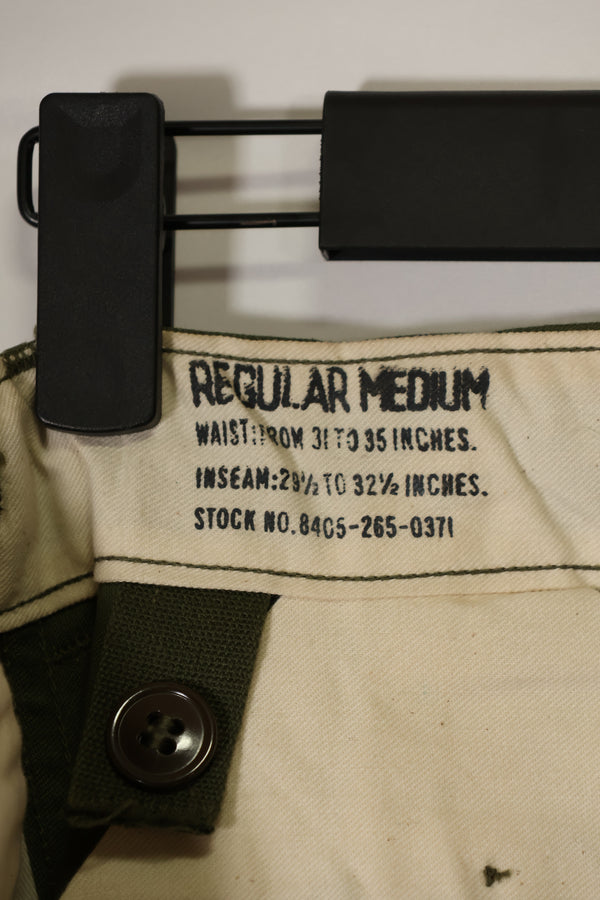 REGULAR MEDIUM
WAIST: FROM 31 TO 35 INCHES.
INSEAM: 29½ TO 32½ INCHES.
STOCK NO. 8405-265-0371